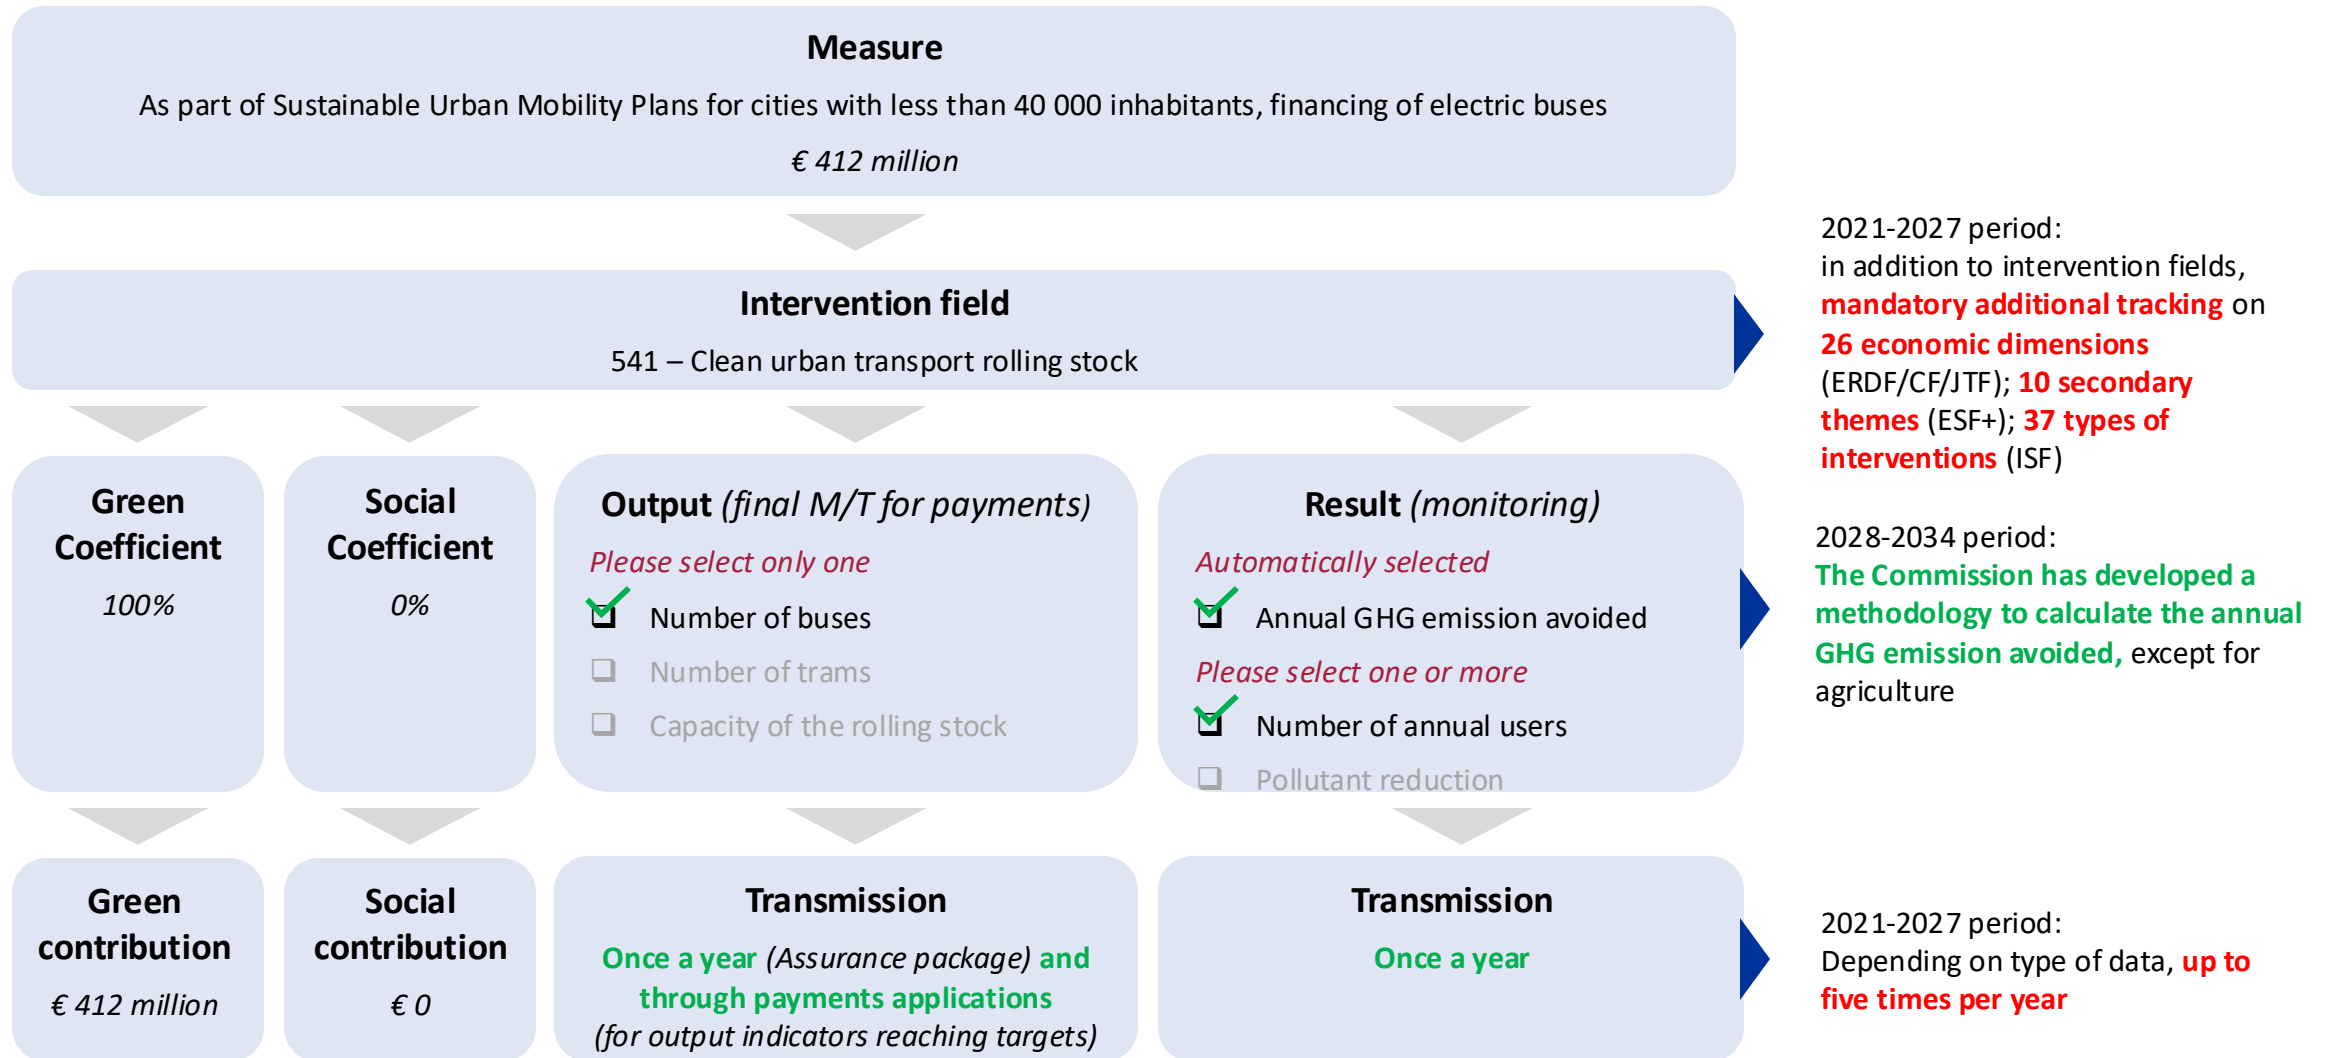 Measure
As part of Sustainable Urban Mobility Plans for cities with less than 40 000 inhabitants, financing of electric buses
€ 412 million
Intervention field
541 – Clean urban transport rolling stock
2021-2027 period:
in addition to intervention fields,
mandatory additional tracking on
26 economic dimensions
(ERDF/CF/JTF); 10 secondary
themes (ESF+); 37 types of
interventions (ISF)
Green
Coefficient
100%
Social
Coefficient
0%
Output (final M/T for payments)
Please select only one
Number of buses
Number of trams
Capacity of the rolling stock
Result (monitoring)
Automatically selected
Annual GHG emission avoided
Please select one or more
Number of annual users
Pollutant reduction
2028-2034 period:
The Commission has developed a
methodology to calculate the annual
GHG emission avoided, except for
agriculture
Green
contribution
€ 412 million
Social
contribution
€ 0
Transmission
Once a year (Assurance package) and
through payments applications
(for output indicators reaching targets)
Transmission
Once a year
2021-2027 period:
Depending on type of data, up to
five times per year